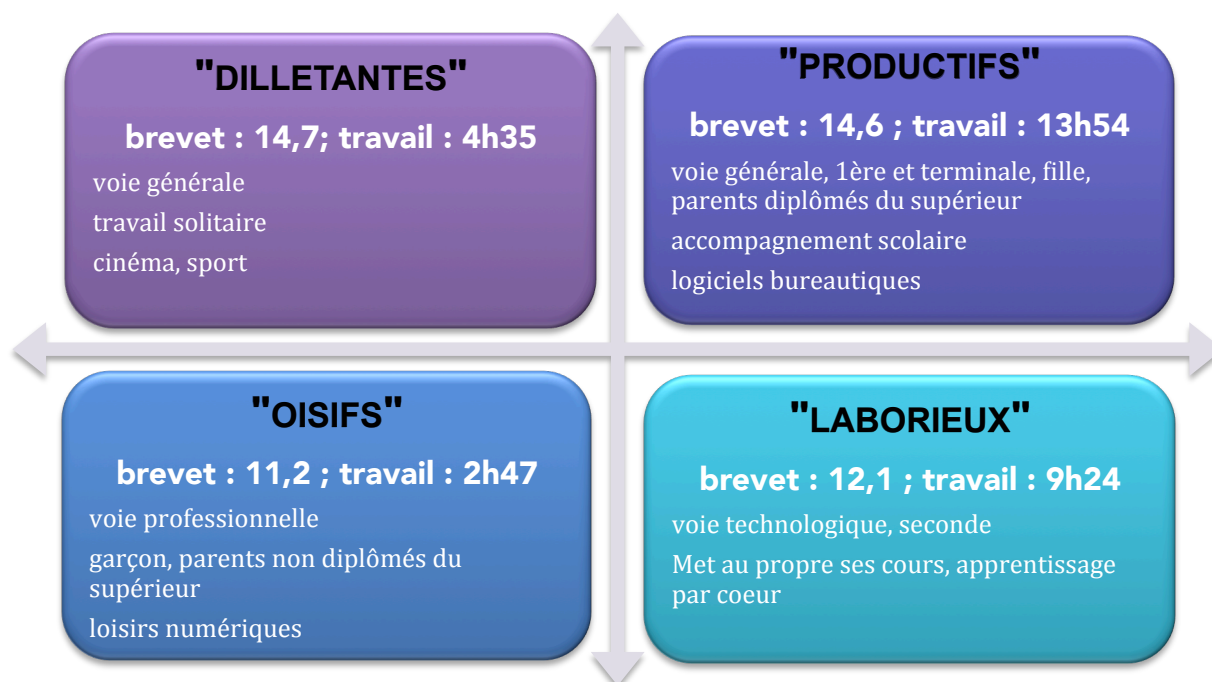 "DILLETANTES"
brevet : 14,7; travail : 4h35
voie générale
travail solitaire
cinéma, sport
"PRODUCTIFS"
brevet : 14,6 ; travail : 13h54
voie générale, 1ère et terminale, fille,
parents diplômés du supérieur
accompagnement scolaire
logiciels bureautiques
"OISIFS"
brevet : 11,2 ; travail : 2h47
voie professionnelle
garçon, parents non diplômés du
supérieur
loisirs numériques
"LABORIEUX"
brevet : 12,1 ; travail : 9h24
voie technologique, seconde
Met au propre ses cours, apprentissage
par coeur